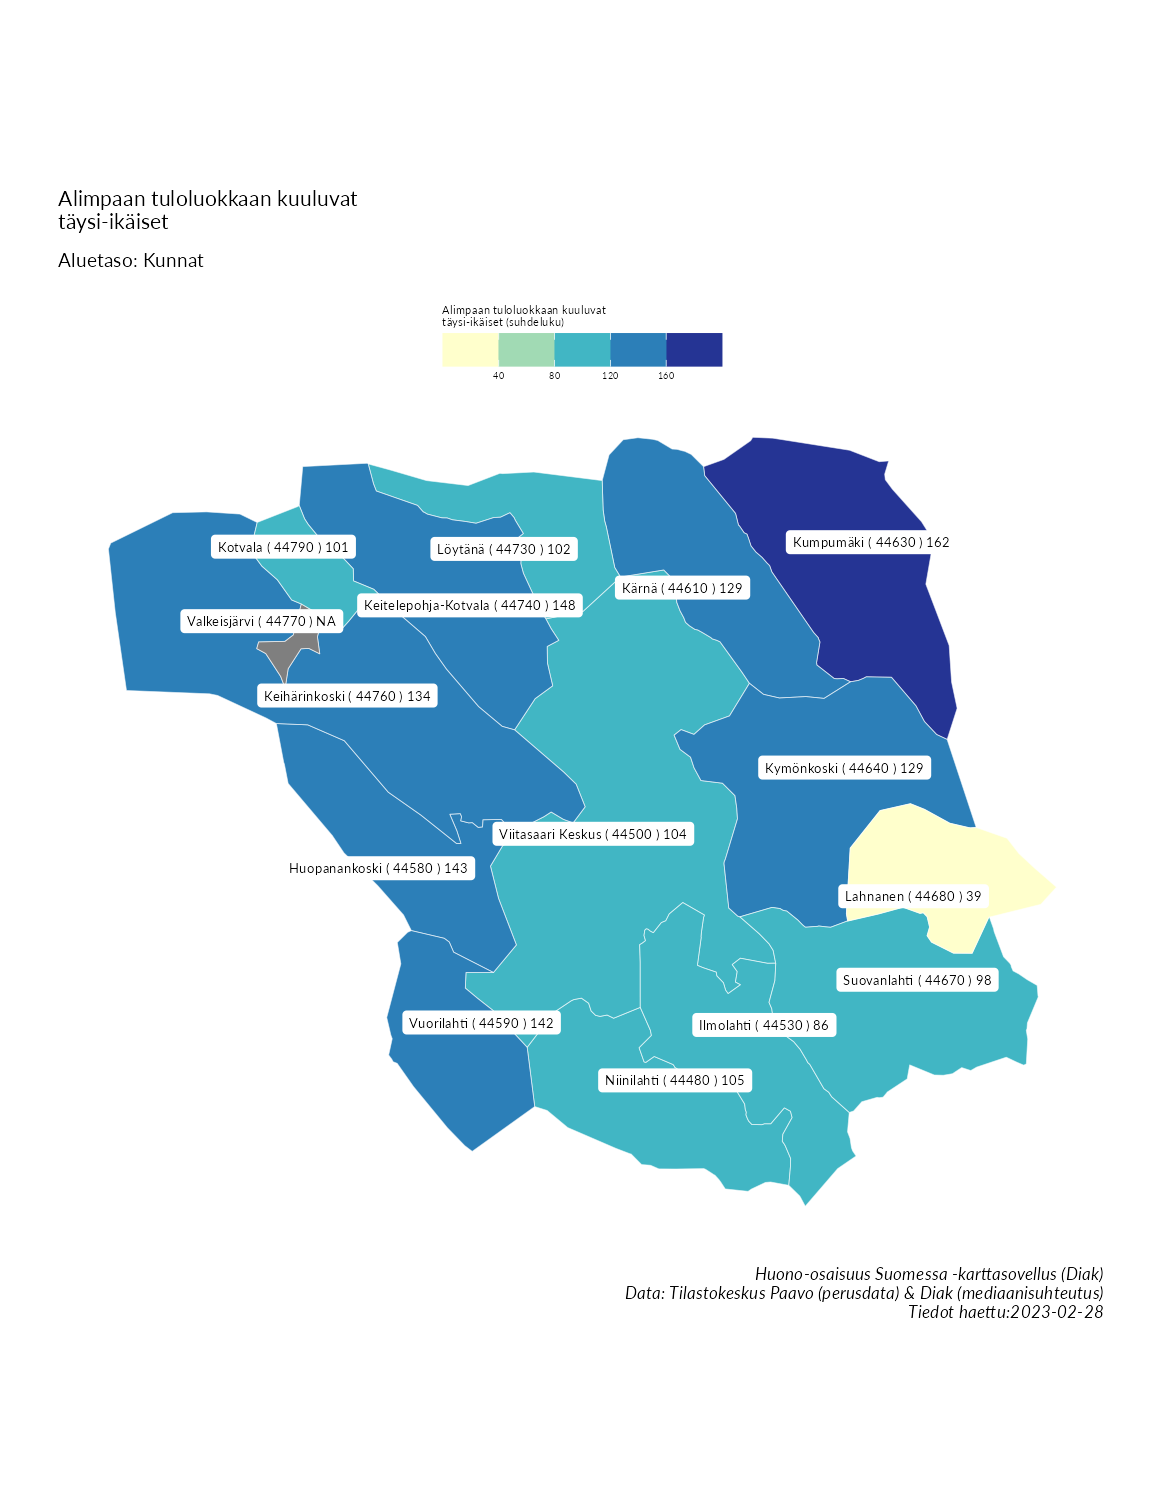 Alimpaan tuloluokkaan kuuluvat
täysi-ikäiset
Aluetaso: Kunnat
Alimpaan tuloluokkaan kuuluvat
täysi-ikäiset (suhdeluku)
40 80 120 160
Kumpumäki ( 44630 ) 162
Kotvala ( 44790 ) 101
Löytänä ( 44730 ) 102
Kärnä ( 44610 ) 129
Keitelepohja-Kotvala ( 44740 ) 148
Valkeisjärvi ( 44770 ) NA
Keihärinkoski ( 44760 ) 134
Kymönkoski ( 44640 ) 129
Viitasaari Keskus ( 44500 ) 104
Huopanankoski ( 44580 ) 143
Lahnanen ( 44680 ) 39
Suovanlahti ( 44670 ) 98
Vuorilahti ( 44590 ) 142
Ilmolahti ( 44530 ) 86
Niinilahti ( 44480 ) 105
Huono-osaisuus Suomessa -karttasovellus (Diak)
Data: Tilastokeskus Paavo (perusdata) & Diak (mediaanisuhteutus)
Tiedot haettu:2023-02-28